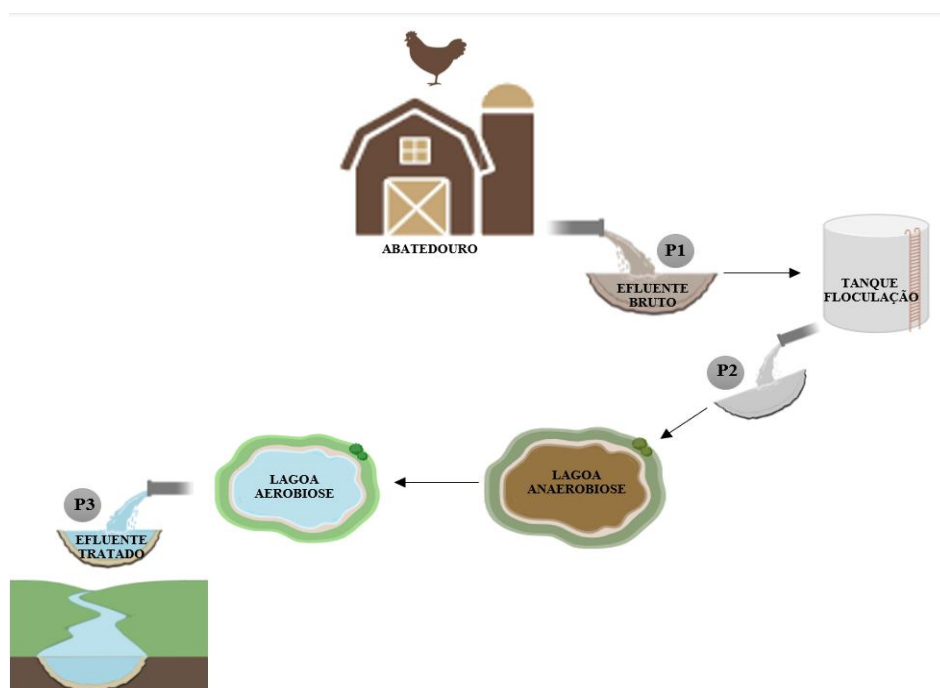 ABATEDOURO
P1
EFLUENTE
BRUTO
TANQUE
FLOCULAÇÃO
P2
LAGOA
ANAEROBIOSE
LAGOA
AEROBIOSE
P3
EFLUENTE
TRATADO